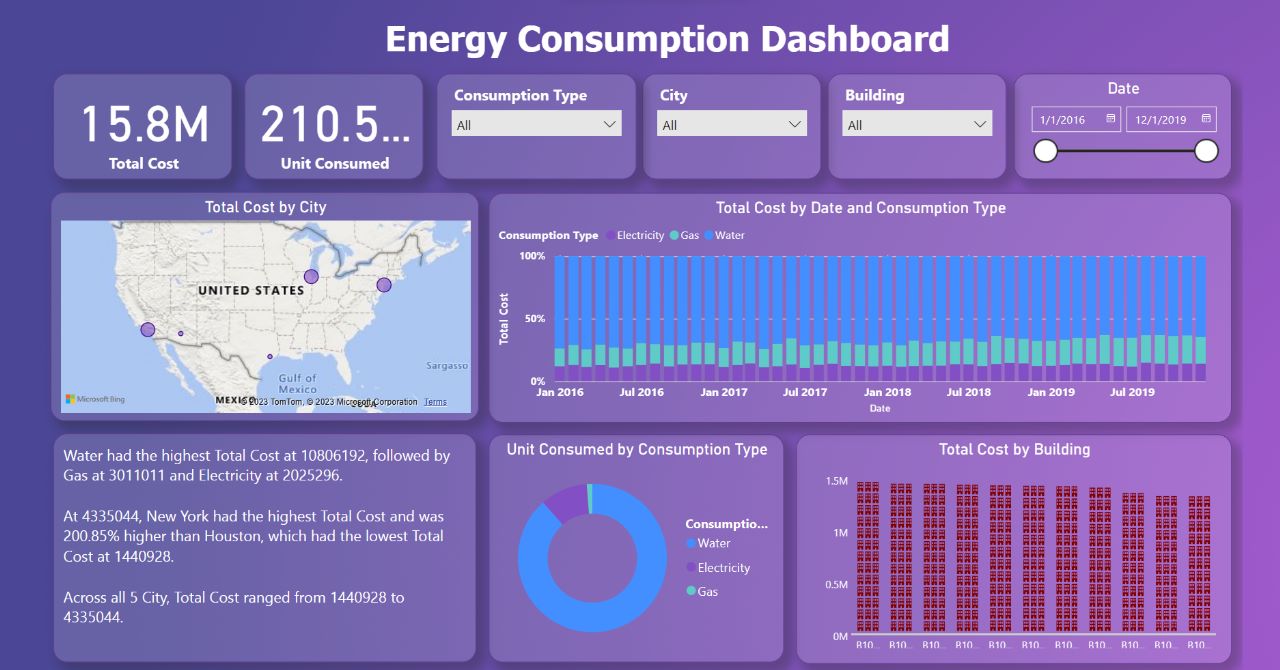 Energy Consumption Dashboard
15.8M
Total Cost
210.5...
Unit Consumed
Consumption Type
All
City
All
Building
All
Date
1/1/2016
12/1/2019
Total Cost by City
UNITED STATES
Sargasso
Gulf of
Mexico
MEXICO
Microsoft Bing
© 2023 TomTom, © 2023 Microsoft Corporation Terms
Total Cost by Date and Consumption Type
Consumption Type Electricity Gas Water
100%
50%
0%
Total Cost
Jan 2016 Jul 2016 Jan 2017 Jul 2017 Jan 2018 Jul 2018 Jan 2019 Jul 2019
Date
Water had the highest Total Cost at 10806192, followed by
Gas at 3011011 and Electricity at 2025296.
At 4335044, New York had the highest Total Cost and was
200.85% higher than Houston, which had the lowest Total
Cost at 1440928.
Across all 5 City, Total Cost ranged from 1440928 to
4335044.
Unit Consumed by Consumption Type
Consumptio...
Water
Electricity
Gas
Total Cost by Building
1.5M
1M
0.5M
0M
B10... B10... B10... B10... B10... B10... B10... B10... B10... B10... B10...